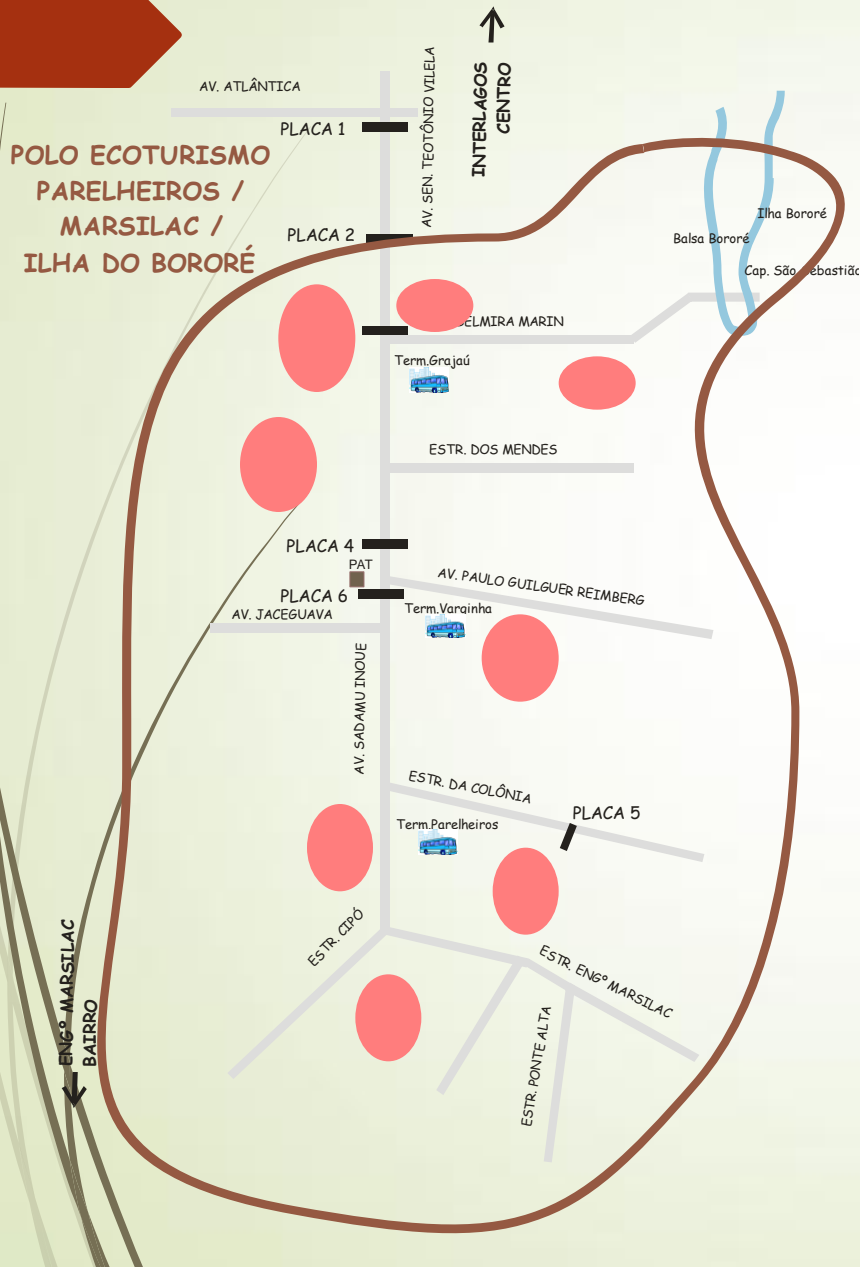 INTERLAGOS
CENTRO
AV. ATLÂNTICA
AV. SEN. TEOTÔNIO VILELA
PLACA 1
POLO ECOTURISMO
PARELHEIROS /
MARSILAC /
ILHA DO BORORÉ
PLACA 2
Ilha Bororé
Balsa Bororé
Cap. São Sebastião
BELMIRA MARIN
Term.Grajaú
ESTR. DOS MENDES
PLACA 4
PAT
AV. PAULO GUILGUER REIMBERG
PLACA 6
Term.Varginha
AV. JACEGUAVA
AV. SADAMU INOUE
ESTR. DA COLÔNIA
PLACA 5
Term.Parelheiros
ESTR. CIPÓ
ESTR. ENGº MARSILAC
ESTR. PONTE ALTA
ENGº MARSILAC
BAIRRO